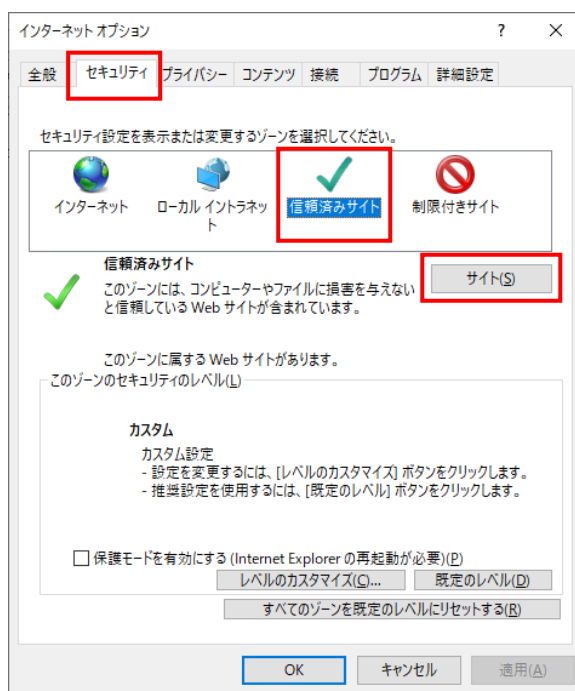 インターネット オプション ? ×
全般 セキュリティ プライバシー コンテンツ 接続 プログラム 詳細設定
セキュリティ設定を表示または変更するゾーンを選択してください。
インターネット ローカル イントラネッ 信頼済みサイト 制限付きサイト
ト
信頼済みサイト
サイト(S)
このゾーンには、コンピューターやファイルに損害を与えない
と信頼している Web サイトが含まれています。
このゾーンに属する Web サイトがあります。
このゾーンのセキュリティのレベル(L)
カスタム
カスタム設定
- 設定を変更するには、[レベルのカスタマイズ] ボタンをクリックします。
- 推奨設定を使用するには、[既定のレベル] ボタンをクリックします。
保護モードを有効にする (Internet Explorer の再起動が必要)(P)
レベルのカスタマイズ(C)... 既定のレベル(D)
すべてのゾーンを既定のレベルにリセットする(R)
OK キャンセル 適用(A)